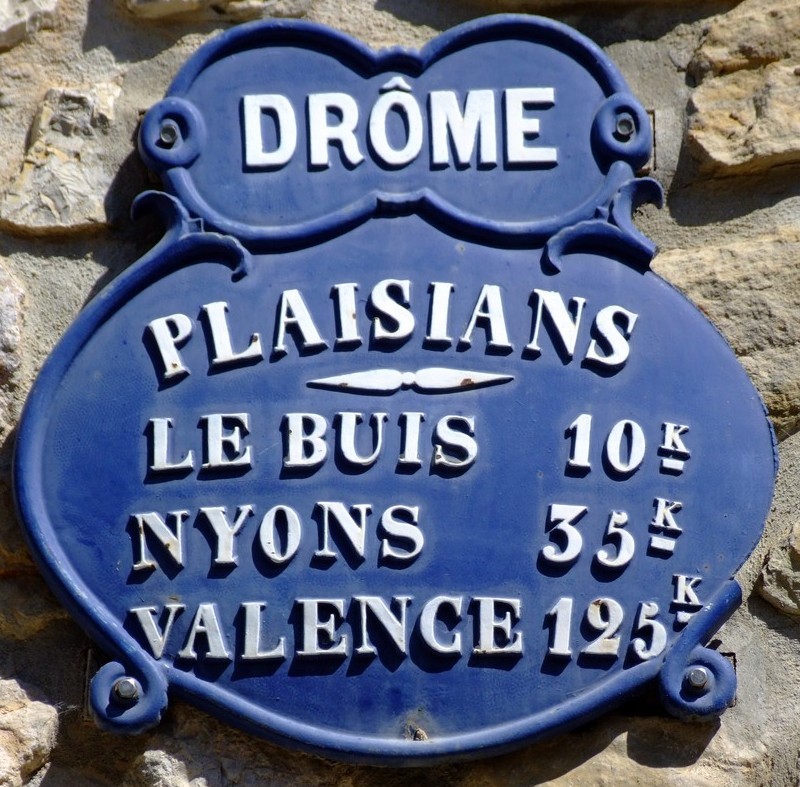 DRÔME
PLAISIANS
LE BUIS 10K
NYONS 35K
VALENCE 125K